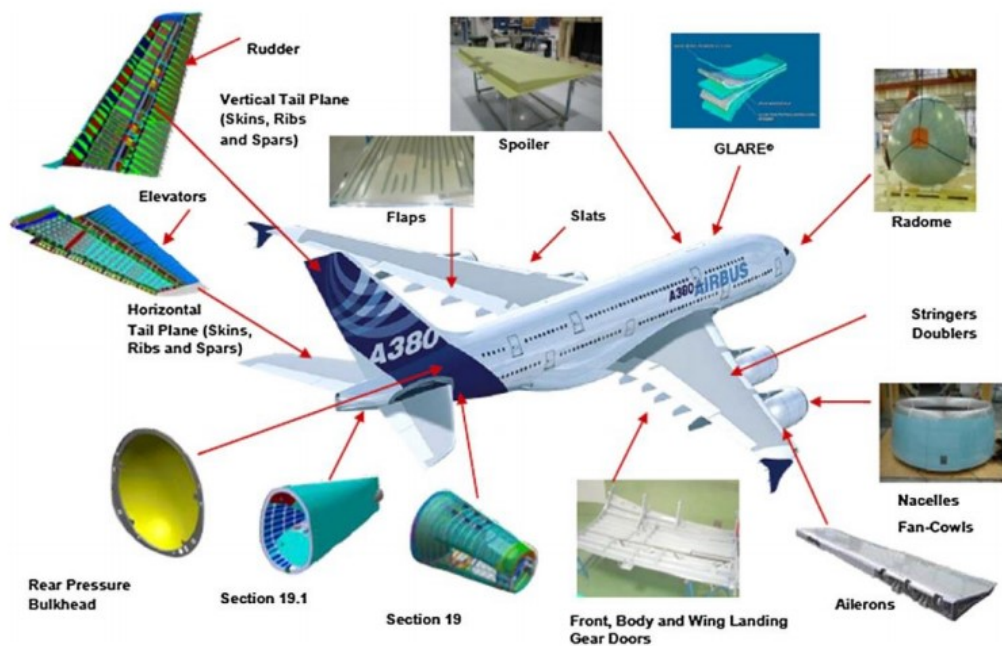 Rudder
Vertical Tail Plane
(Skins, Ribs
and Spars)
Spoiler
GLARE®
Radome
Elevators
Flaps
Slats
Horizontal
Tail Plane (Skins,
Ribs and Spars)
A380 AIRBUS
A380
Stringers
Doublers
Nacelles
Fan-Cowls
Rear Pressure
Bulkhead
Section 19.1
Section 19
Front, Body and Wing Landing
Gear Doors
Ailerons